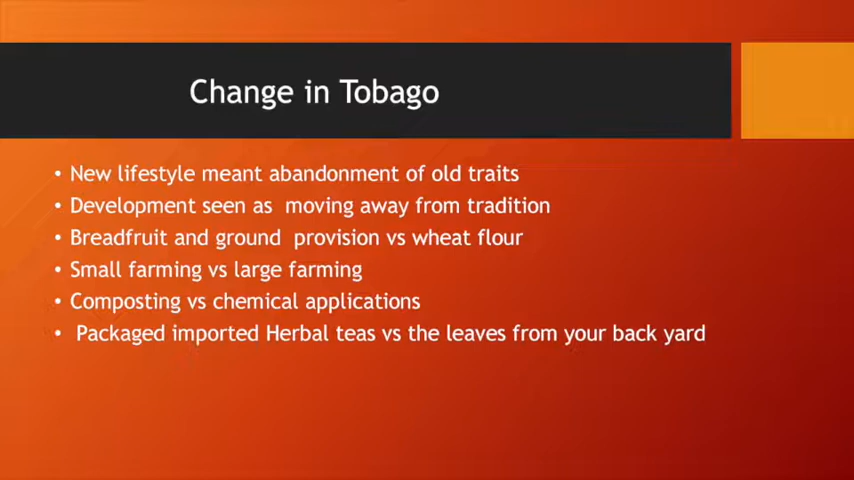 Change in Tobago
• New lifestyle meant abandonment of old traits
• Development seen as moving away from tradition
• Breadfruit and ground provision vs wheat flour
• Small farming vs large farming
• Composting vs chemical applications
• Packaged imported Herbal teas vs the leaves from your back yard